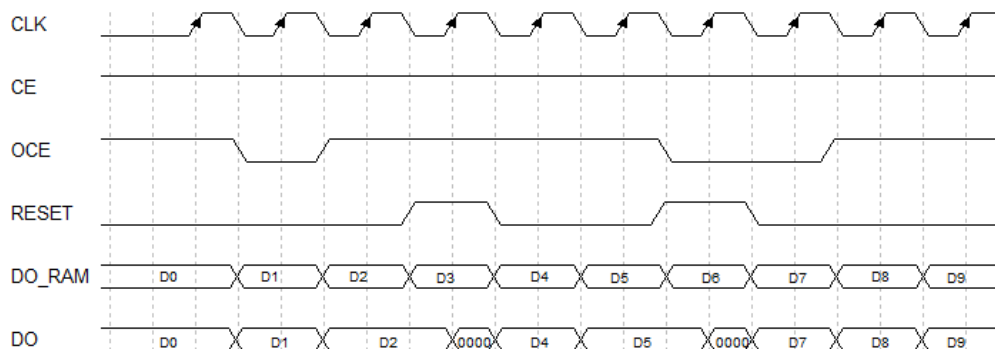 CLK
CE
OCE
RESET
DO_RAM D0 D1 D2 D3 D4 D5 D6 D7 D8 D9
DO D0 D1 D2 0000 D4 D5 0000 D7 D8 D9